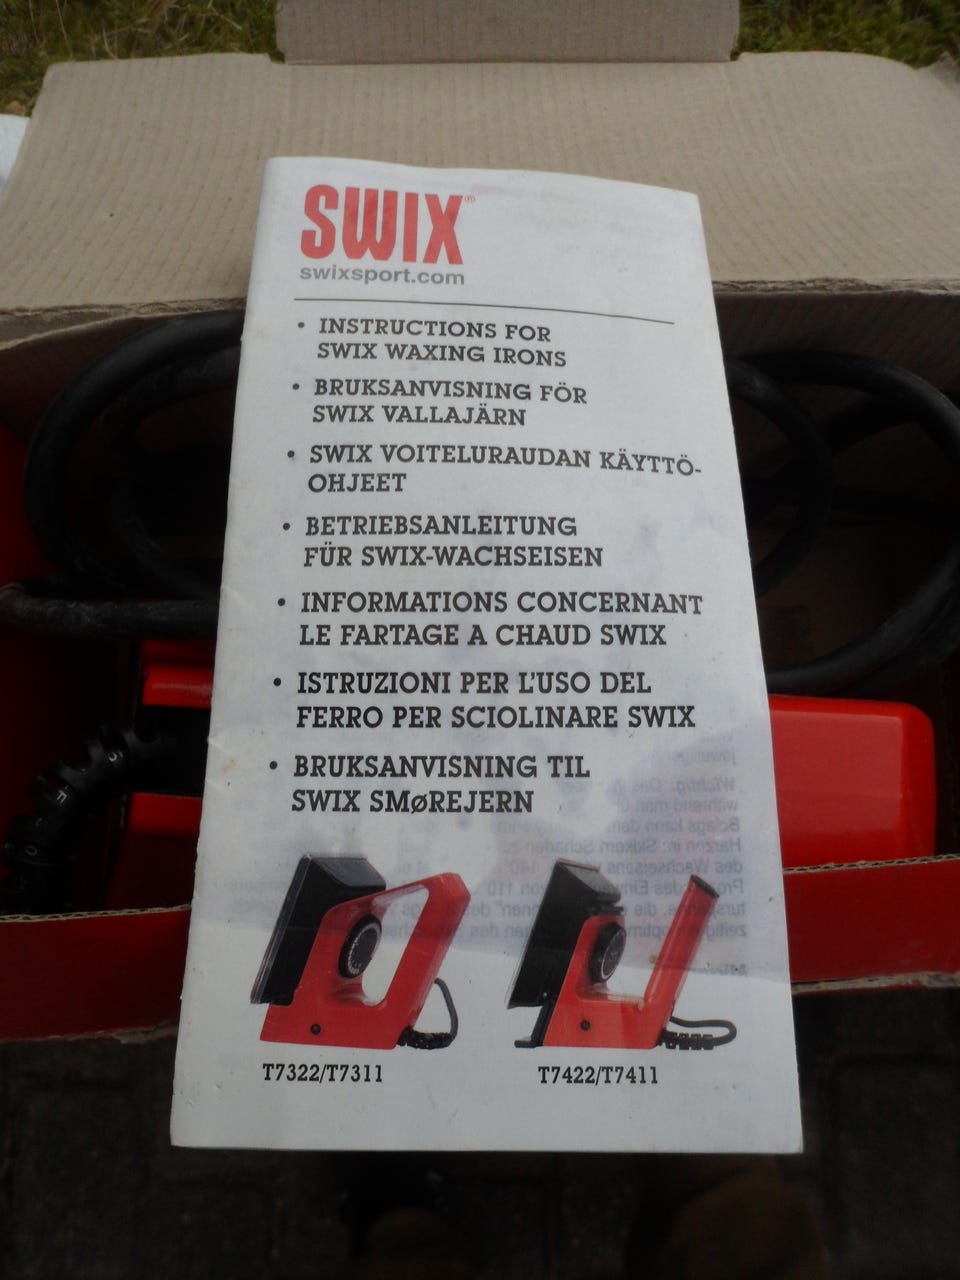 SWIX®
swixsport.com
• INSTRUCTIONS FOR
SWIX WAXING IRONS
• BRUKSANVISNING FÖR
SWIX VALLAJÄRN
• SWIX VOITELURAUDAN KÄYTTÖ-
OHJEET
• BETRIEBSANLEITUNG
FÜR SWIX-WACHSEISEN
• INFORMATIONS CONCERNANT
LE FARTAGE A CHAUD SWIX
• ISTRUZIONI PER L'USO DEL
FERRO PER SCIOLINARE SWIX
• BRUKSANVISNING TIL
SWIX SMØREJERN
T7322/T7311
T7422/T7411